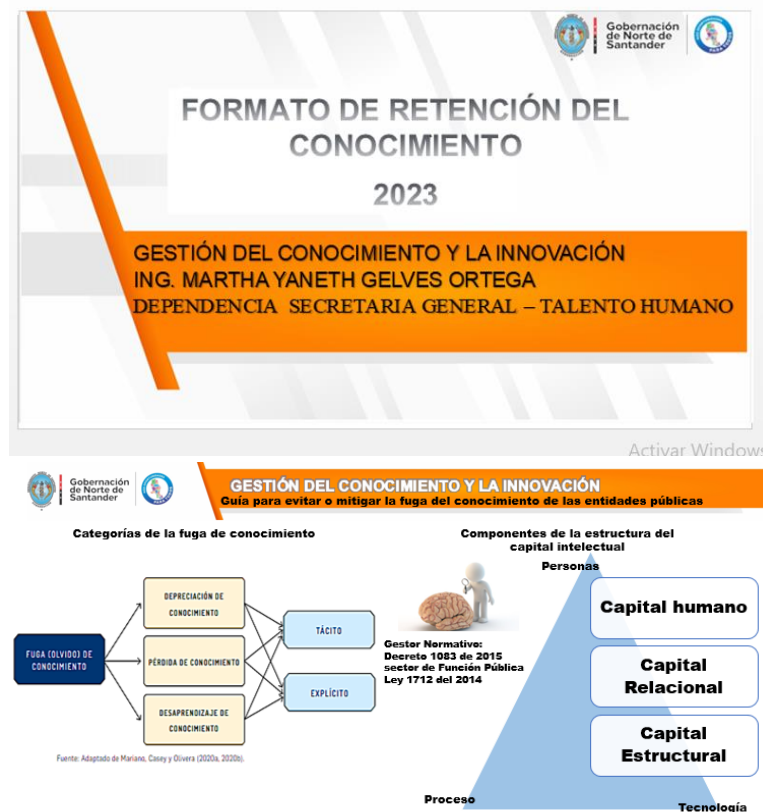 Gobernación
de Norte de
Santander
FORMATO DE RETENCIÓN DEL
CONOCIMIENTO
2023
GESTIÓN DEL CONOCIMIENTO Y LA INNOVACIÓN
ING. MARTHA YANETH GELVES ORTEGA
DEPENDENCIA SECRETARIA GENERAL – TALENTO HUMANO
Activar Windows
Gobernación
de Norte de
Santander
GESTIÓN DEL CONOCIMIENTO Y LA INNOVACIÓN
Guía para evitar o mitigar la fuga del conocimiento de las entidades públicas
Categorías de la fuga de conocimiento
FUGA (OLVIDO) DE
CONOCIMIENTO
DEPRECIACIÓN DE
CONOCIMIENTO
PÉRDIDA DE CONOCIMIENTO
DESAPRENDIZAJE DE
CONOCIMIENTO
TÁCITO
EXPLÍCITO
Fuente: Adaptado de Mariano, Casey y Olivera (2020a, 2020b).
Componentes de la estructura del
capital intelectual
Personas
Gestor Normativo:
Decreto 1083 de 2015
sector de Función Pública
Ley 1712 del 2014
Capital humano
Capital
Relacional
Capital
Estructural
Proceso
Tecnología